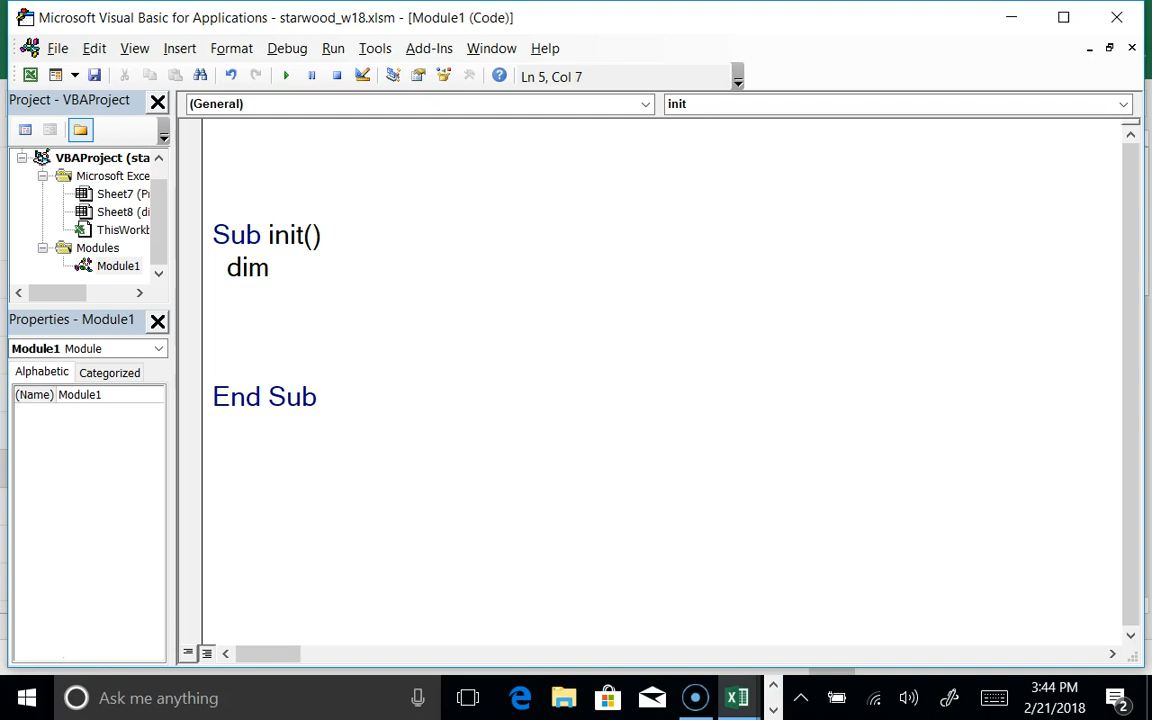 Microsoft Visual Basic for Applications - starwood_w18.xlsm - [Module1 (Code)]
File Edit View Insert Format Debug Run Tools Add-Ins Window Help
Ln 5, Col 7
Project - VBAProject
(General)
init
VBAProject (sta
Microsoft Exce
Sheet7 (P
Sheet8 (di
ThisWorkb
Modules
Module1
Sub init()
dim
End Sub
Properties - Module1
Module1 Module
Alphabetic Categorized
(Name) Module1
Ask me anything
3:44 PM
2/21/2018
2